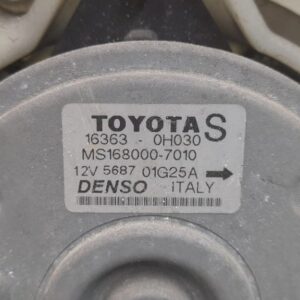 TOYOTA S
16363 - 0H030
MS168000-7010
12V 5687 01G25A →
DENSO ITALY